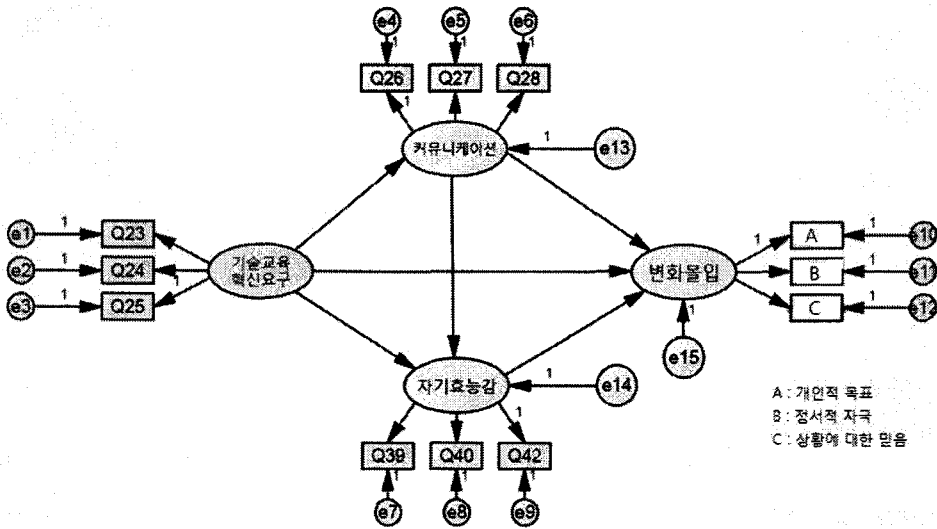 e4 e5 e6
1 1 1
Q26 Q27 Q28
1
커뮤니케이션
1
e13
e1 1 Q23
e2 1 Q24
e3 1 Q25
1
기술교육
혁신요구
변화몰입
1
A 1 e10
B 1 e11
C 1 e12
1
e15
자기효능감
1
e14
1
Q39 Q40 Q42
1 1 1
e7 e8 e9
A : 개인적 목표
B : 정서적 자극
C : 상황에 대한 믿음